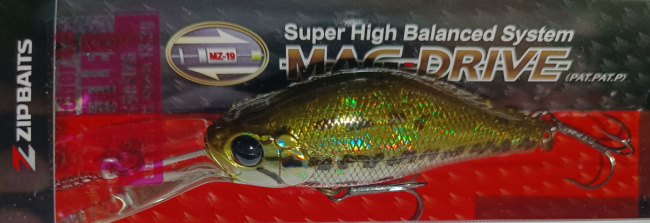 Super High Balanced System
MAG-DRIVE
(PAT.PAT.P)
MZ-19
ZIPBAITS